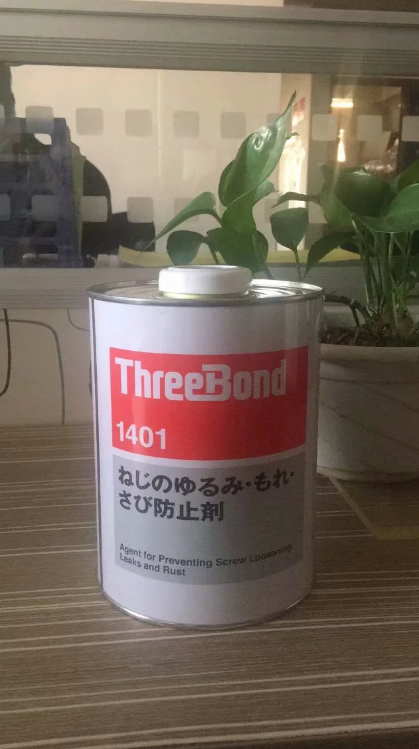 ThreeBond
1401
ねじのゆるみ・もれ・
さび防止剤
Agent for Preventing Screw Loosening
Leaks and Rust